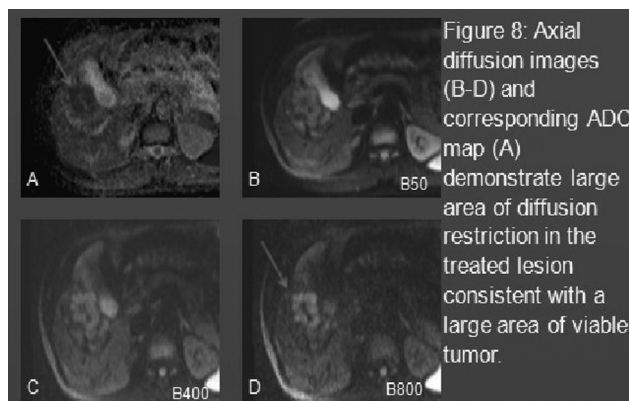 Figure 8: Axial
diffusion images
(B-D) and
corresponding ADC
map (A)
demonstrate large
area of diffusion
restriction in the
treated lesion
consistent with a
large area of viable
tumor.
A
B
B50
C
B400
D
B800